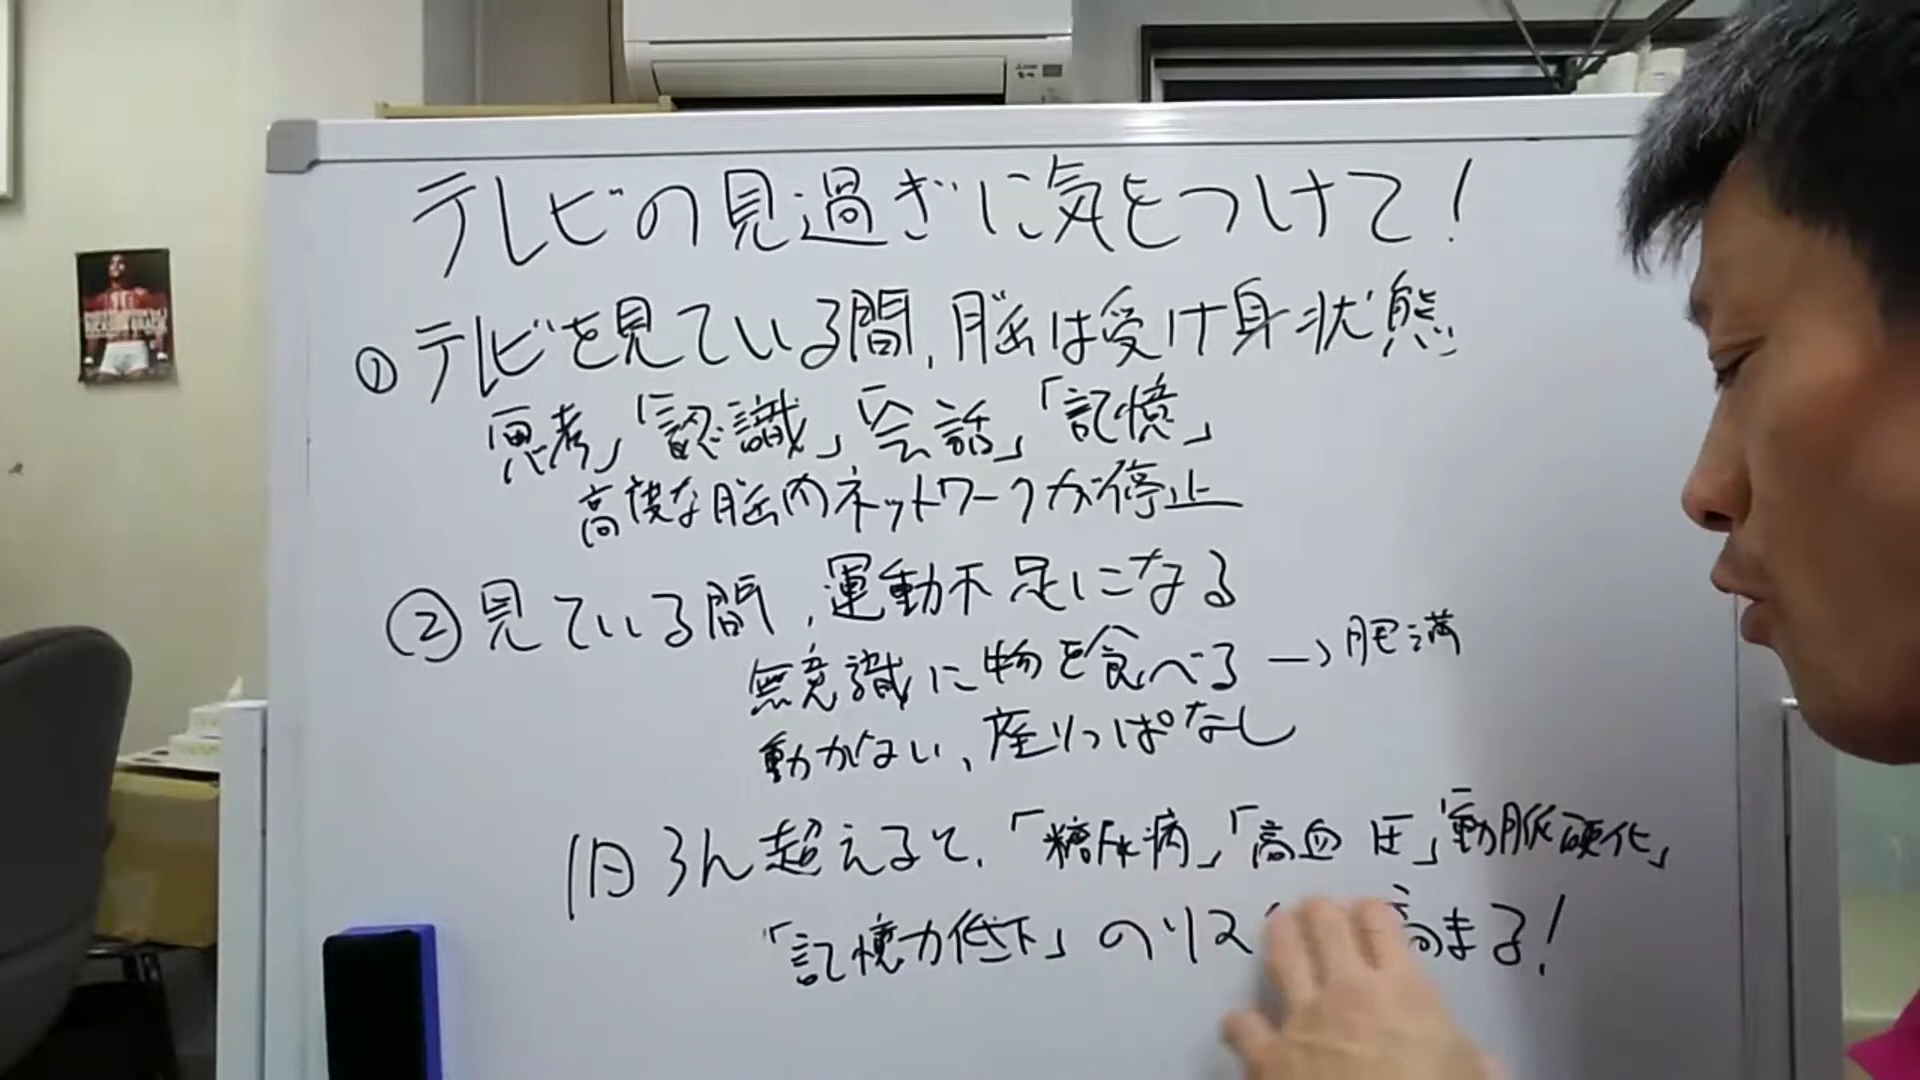 テレビの見過ぎに気をつけて!
①テレビを見ている間、脳は受け身状態
「思考」「認識」「会話」「記憶」
高度な脳内ネットワークが停止
②見ている間、運動不足になる
無意識に物を食べる→肥満
動かない、座りっぱなし
1日3h超えると、「糖尿病」「高血圧」「動脈硬化」
「記憶力低下」のリス 高まる!